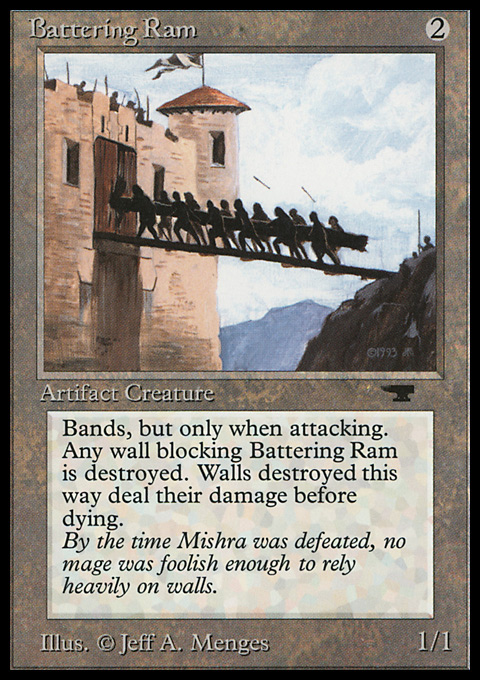 Battering Ram 2
©1993
Artifact Creature
Bands, but only when attacking.
Any wall blocking Battering Ram
is destroyed. Walls destroyed this
way deal their damage before
dying.
By the time Mishra was defeated, no
mage was foolish enough to rely
heavily on walls.
Illus. © Jeff A. Menges 1/1